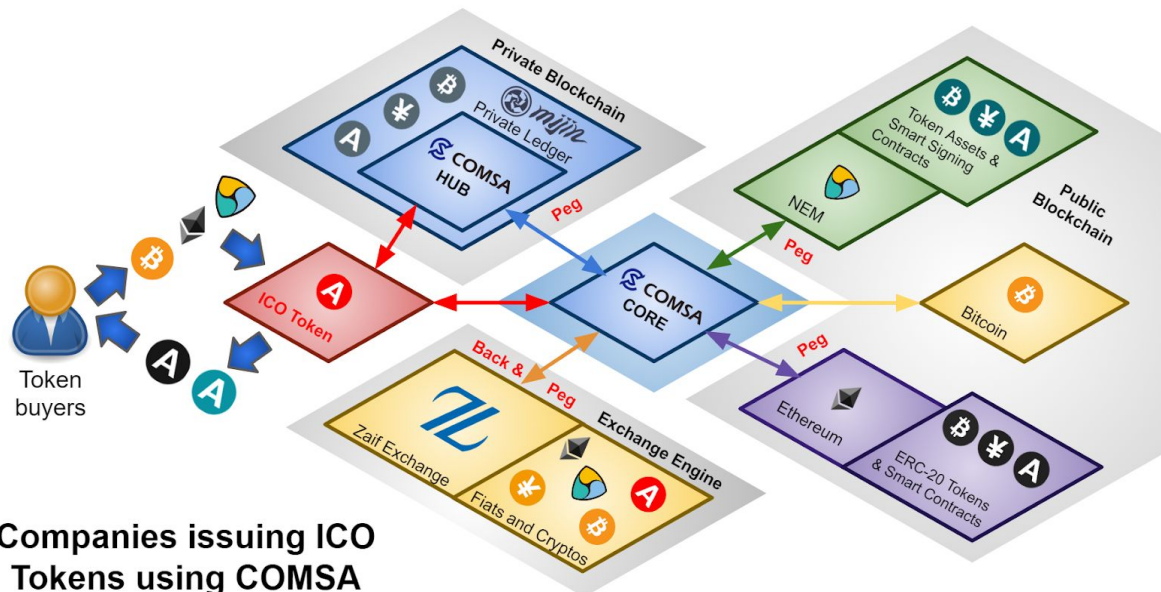 Private Blockchain
mijin
Private Ledger
COMSA
HUB
Peg
Token Assets &
Smart Signing
Contracts
NEM
Peg
Public
Blockchain
A
ICO Token
COMSA
CORE
Bitcoin
Token
buyers
A
A
Back &
Peg
Peg
Exchange Engine
Zaif Exchange
Fiats and Cryptos
A
Ethereum
ERC-20 Tokens
& Smart Contracts
Companies issuing ICO
Tokens using COMSA